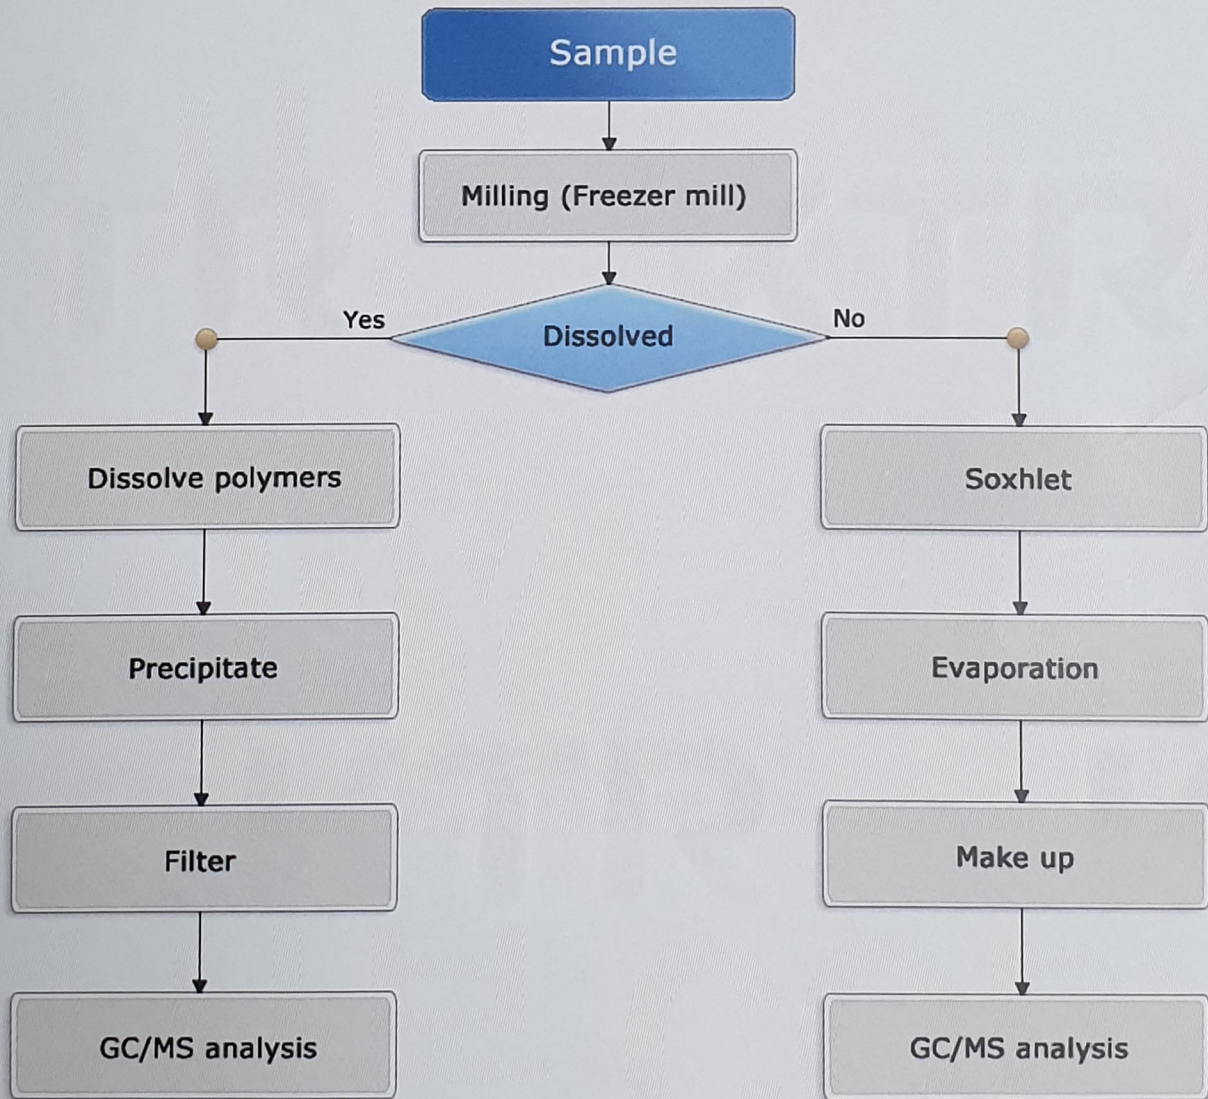 Sample
Milling (Freezer mill)
Dissolved
Yes
No
Dissolve polymers
Soxhlet
Precipitate
Evaporation
Filter
Make up
GC/MS analysis
GC/MS analysis